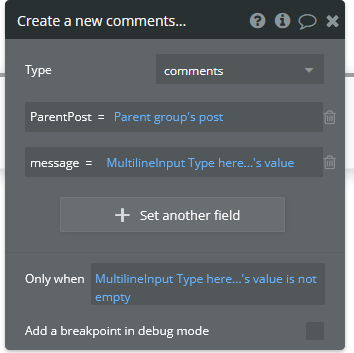 Create a new comments...
Type
comments
ParentPost = Parent group's post
message = MultilineInput Type here...'s value
Set another field
Only when
MultilineInput Type here...'s value is not
empty
Add a breakpoint in debug mode